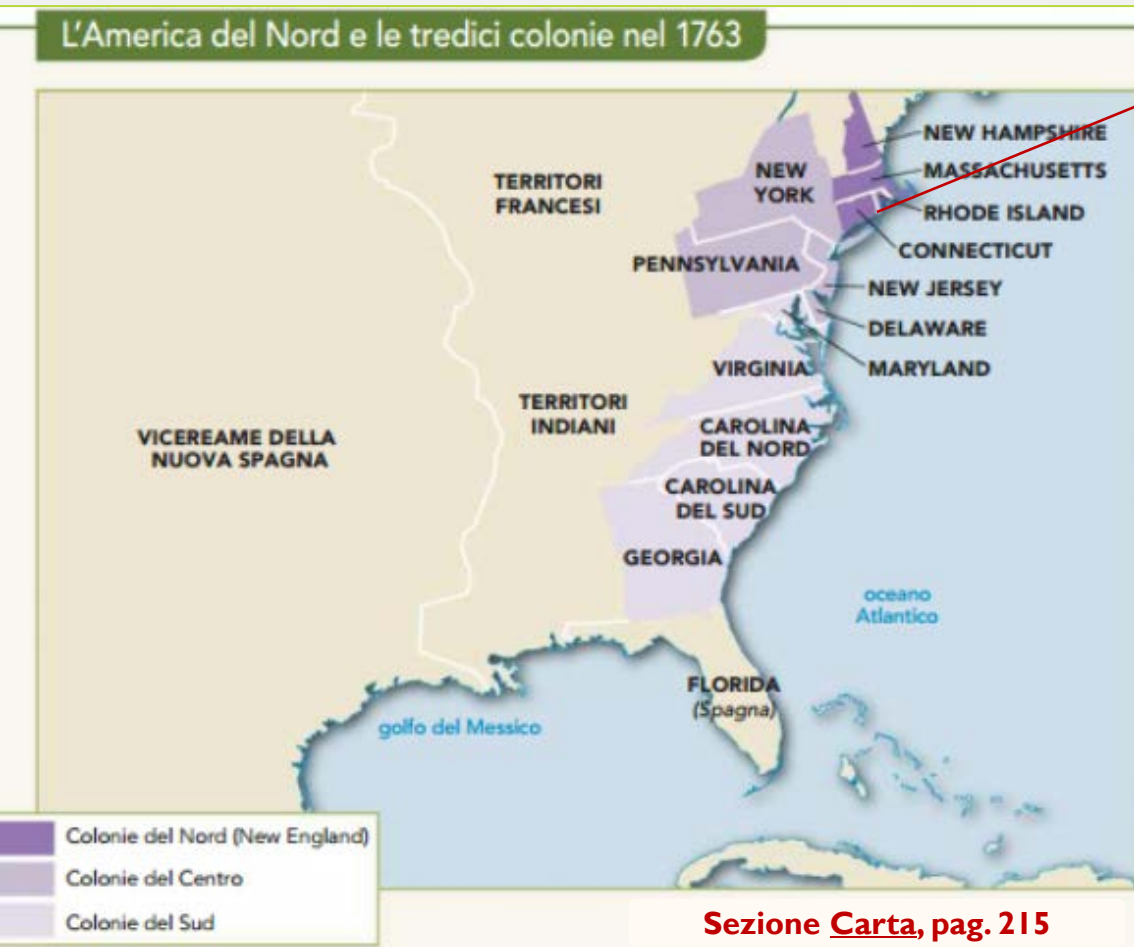 L'America del Nord e le tredici colonie nel 1763
NEW HAMPSHIRE
MASSACHUSETTS
RHODE ISLAND
CONNECTICUT
NEW JERSEY
DELAWARE
MARYLAND
NEW
YORK
TERRITORI
FRANCESI
PENNSYLVANIA
VIRGINIA
TERRITORI
INDIANI
CAROLINA
DEL NORD
VICEREAME DELLA
NUOVA SPAGNA
CAROLINA
DEL SUD
GEORGIA
oceano
Atlantico
FLORIDA
(Spagna)
golfo del Messico
Colonie del Nord (New England)
Colonie del Centro
Colonie del Sud
Sezione Carta, pag. 215